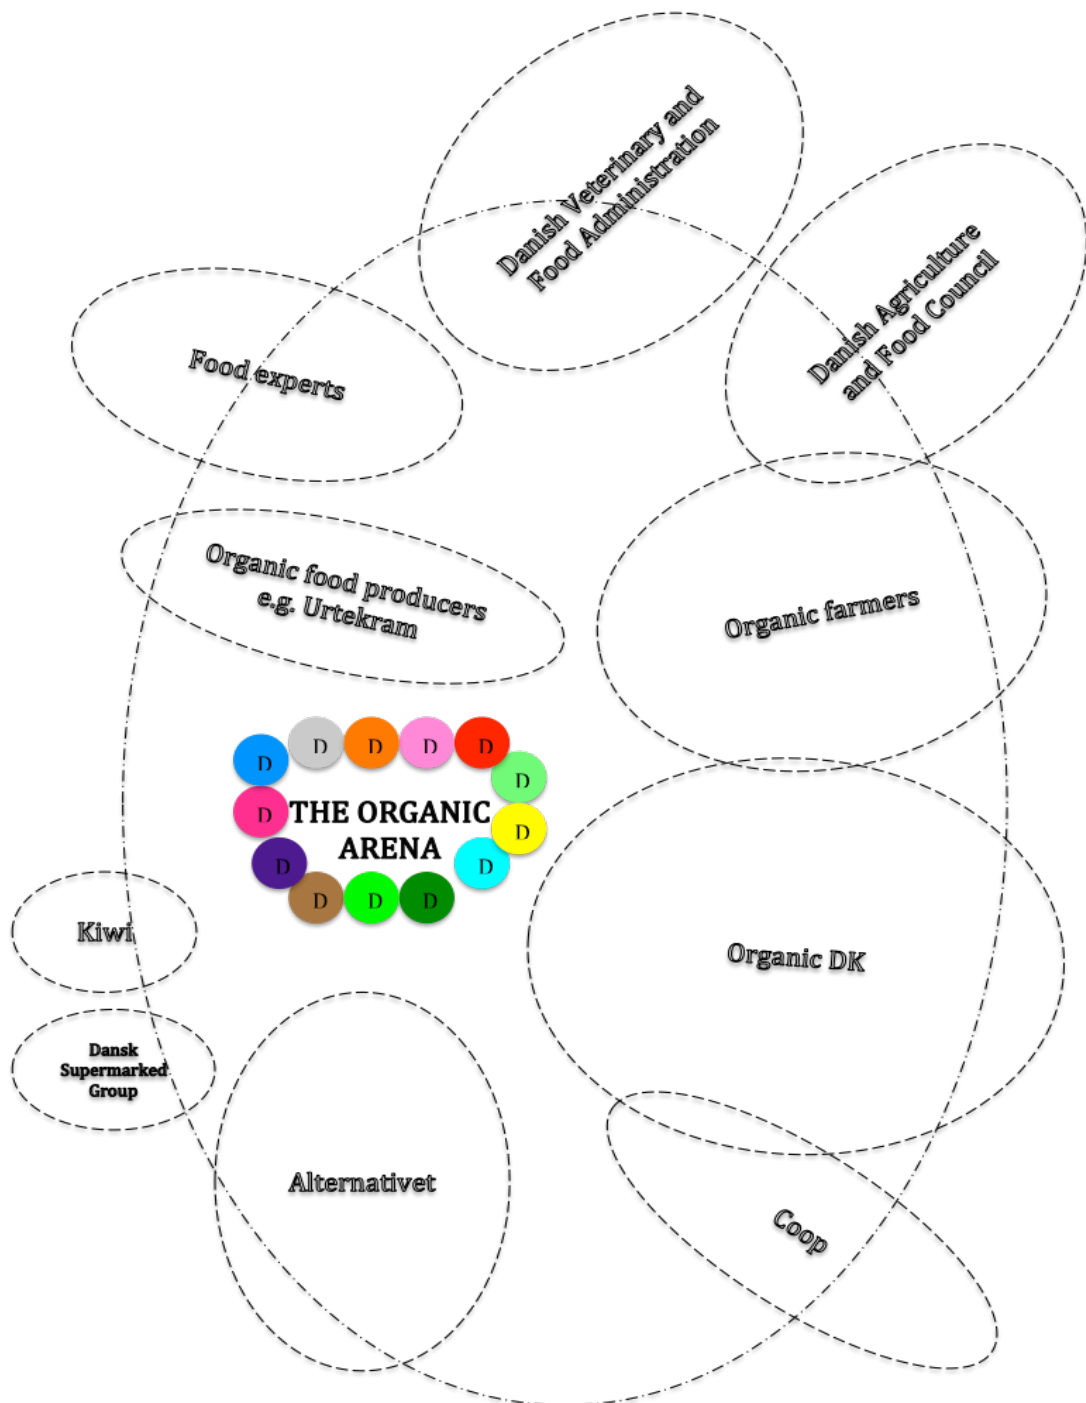 Danish Veterinary and
Food Administration
Danish Agriculture
and Food Council
Food experts
Organic food producers
e.g. Urtekram
Organic farmers
D D D D D
D D
THE ORGANIC
ARENA
D D
D D
D D D
Kiwi
Organic DK
Dansk
Supermarked
Group
Alternativet
Coop